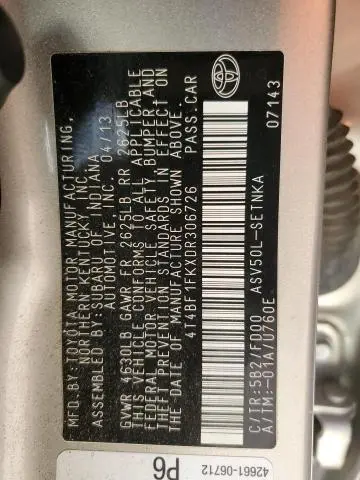 MFD. BY:TOYOTA MOTOR MANUFACTURING,
NORTHERN KENTUCKY INC
ASSEMBLED BY:SUBARU OF INDIANA
AUTOMOTIVE, INC. 04/13
GVWR 4630LB GAWR FR 2625LB RR 2625LB
THIS VEHICLE CONFORMS TO ALL APPLICABLE
FEDERAL MOTOR VEHICLE SAFETY, BUMPER, AND
THEFT PREVENTION STANDARDS IN EFFECT ON
THE DATE OF MANUFACTURE SHOWN ABOVE.
4T4BF1FKXDR306726 PASS.CAR
C/TR:5B2/FD00 ASV50L-SETNKA
A/TM:-01A/U760E 07143
42661-06712
P6